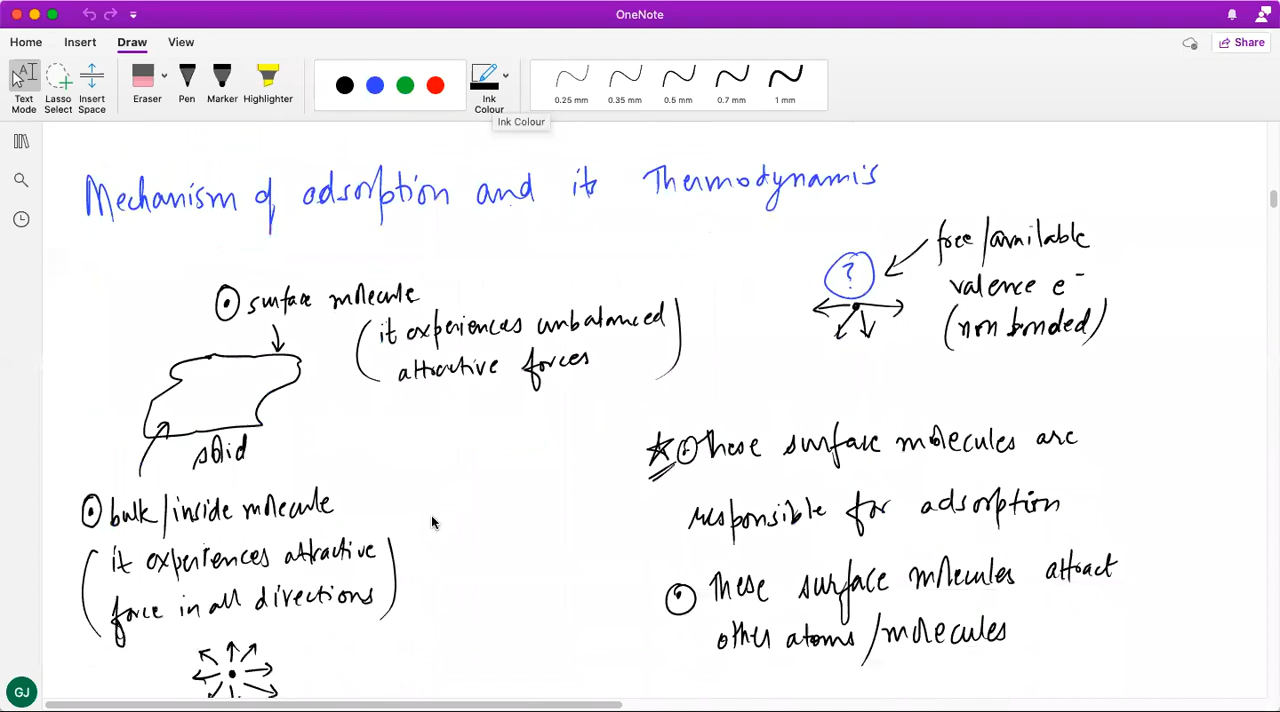 OneNote
Home Insert Draw View
Share
Text Mode
Lasso Select
Insert Space
Eraser
Pen
Marker
Highlighter
Ink Colour
0.25 mm
0.35 mm
0.5 mm
0.7 mm
1 mm
Ink Colour
Mechanism of adsorption and its Thermodynamis
surface molecule
(it experiences unbalanced
attractive forces)
solid
bulk/inside molecule
(it experiences attractive
force in all directions)
?
free/available
valence e-
(non bonded)
These surface molecules are
responsible for adsorption
These surface molecules attract
other atoms/molecules
GJ